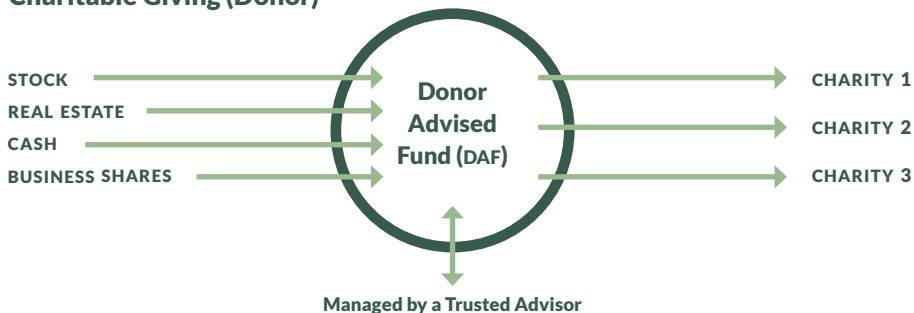 Charitable Giving (Donor)
STOCK
REAL ESTATE
CASH
BUSINESS SHARES
Donor
Advised
Fund (DAF)
CHARITY 1
CHARITY 2
CHARITY 3
Managed by a Trusted Advisor